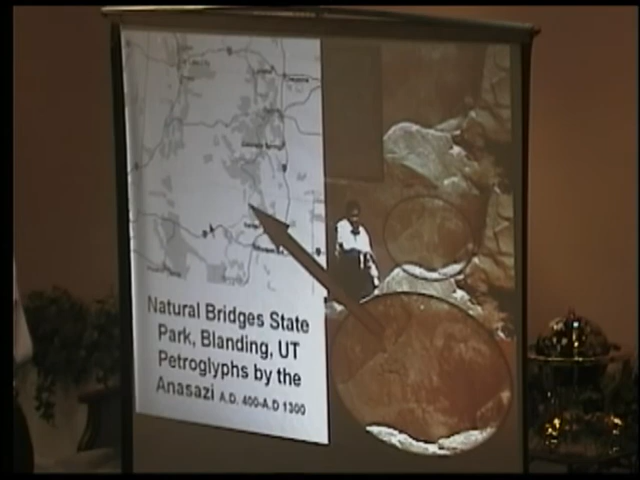 Natural Bridges State
Park, Blanding, UT
Petroglyphs by the
Anasazi A.D. 400-A.D 1300